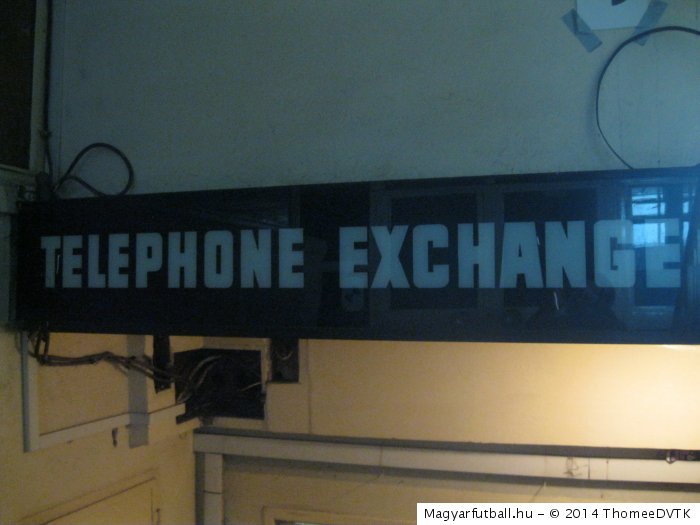 TELEPHONE EXCHANGE
Magyarfutball.hu – © 2014 ThomeeDVTK